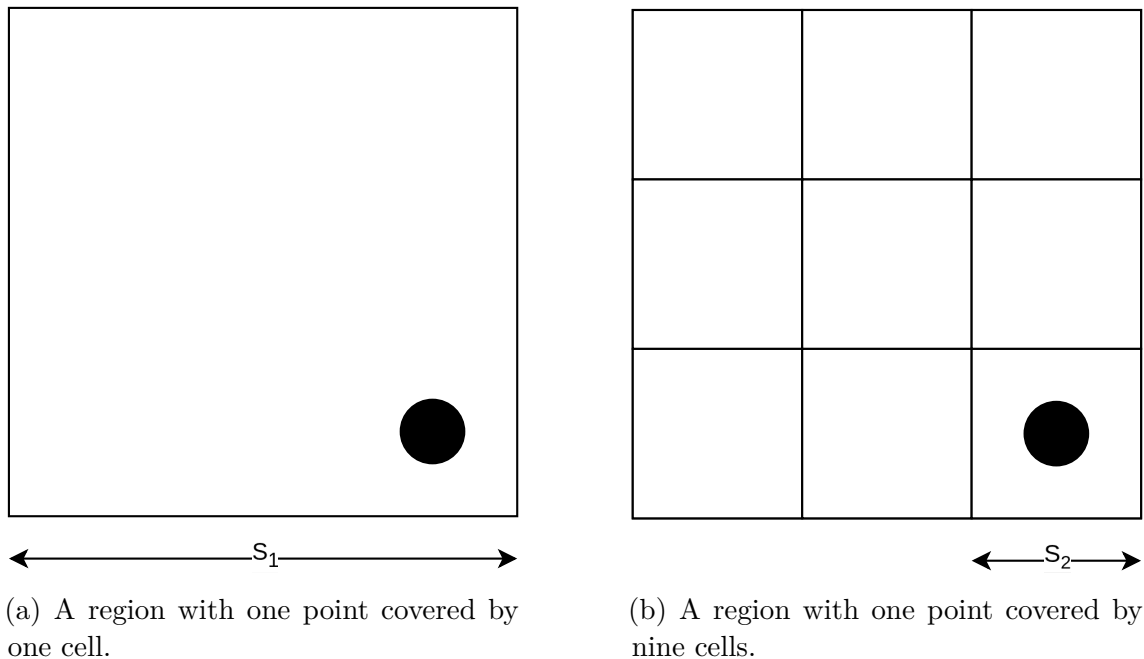 S₁
S₂
(a) A region with one point covered by
one cell.
(b) A region with one point covered by
nine cells.